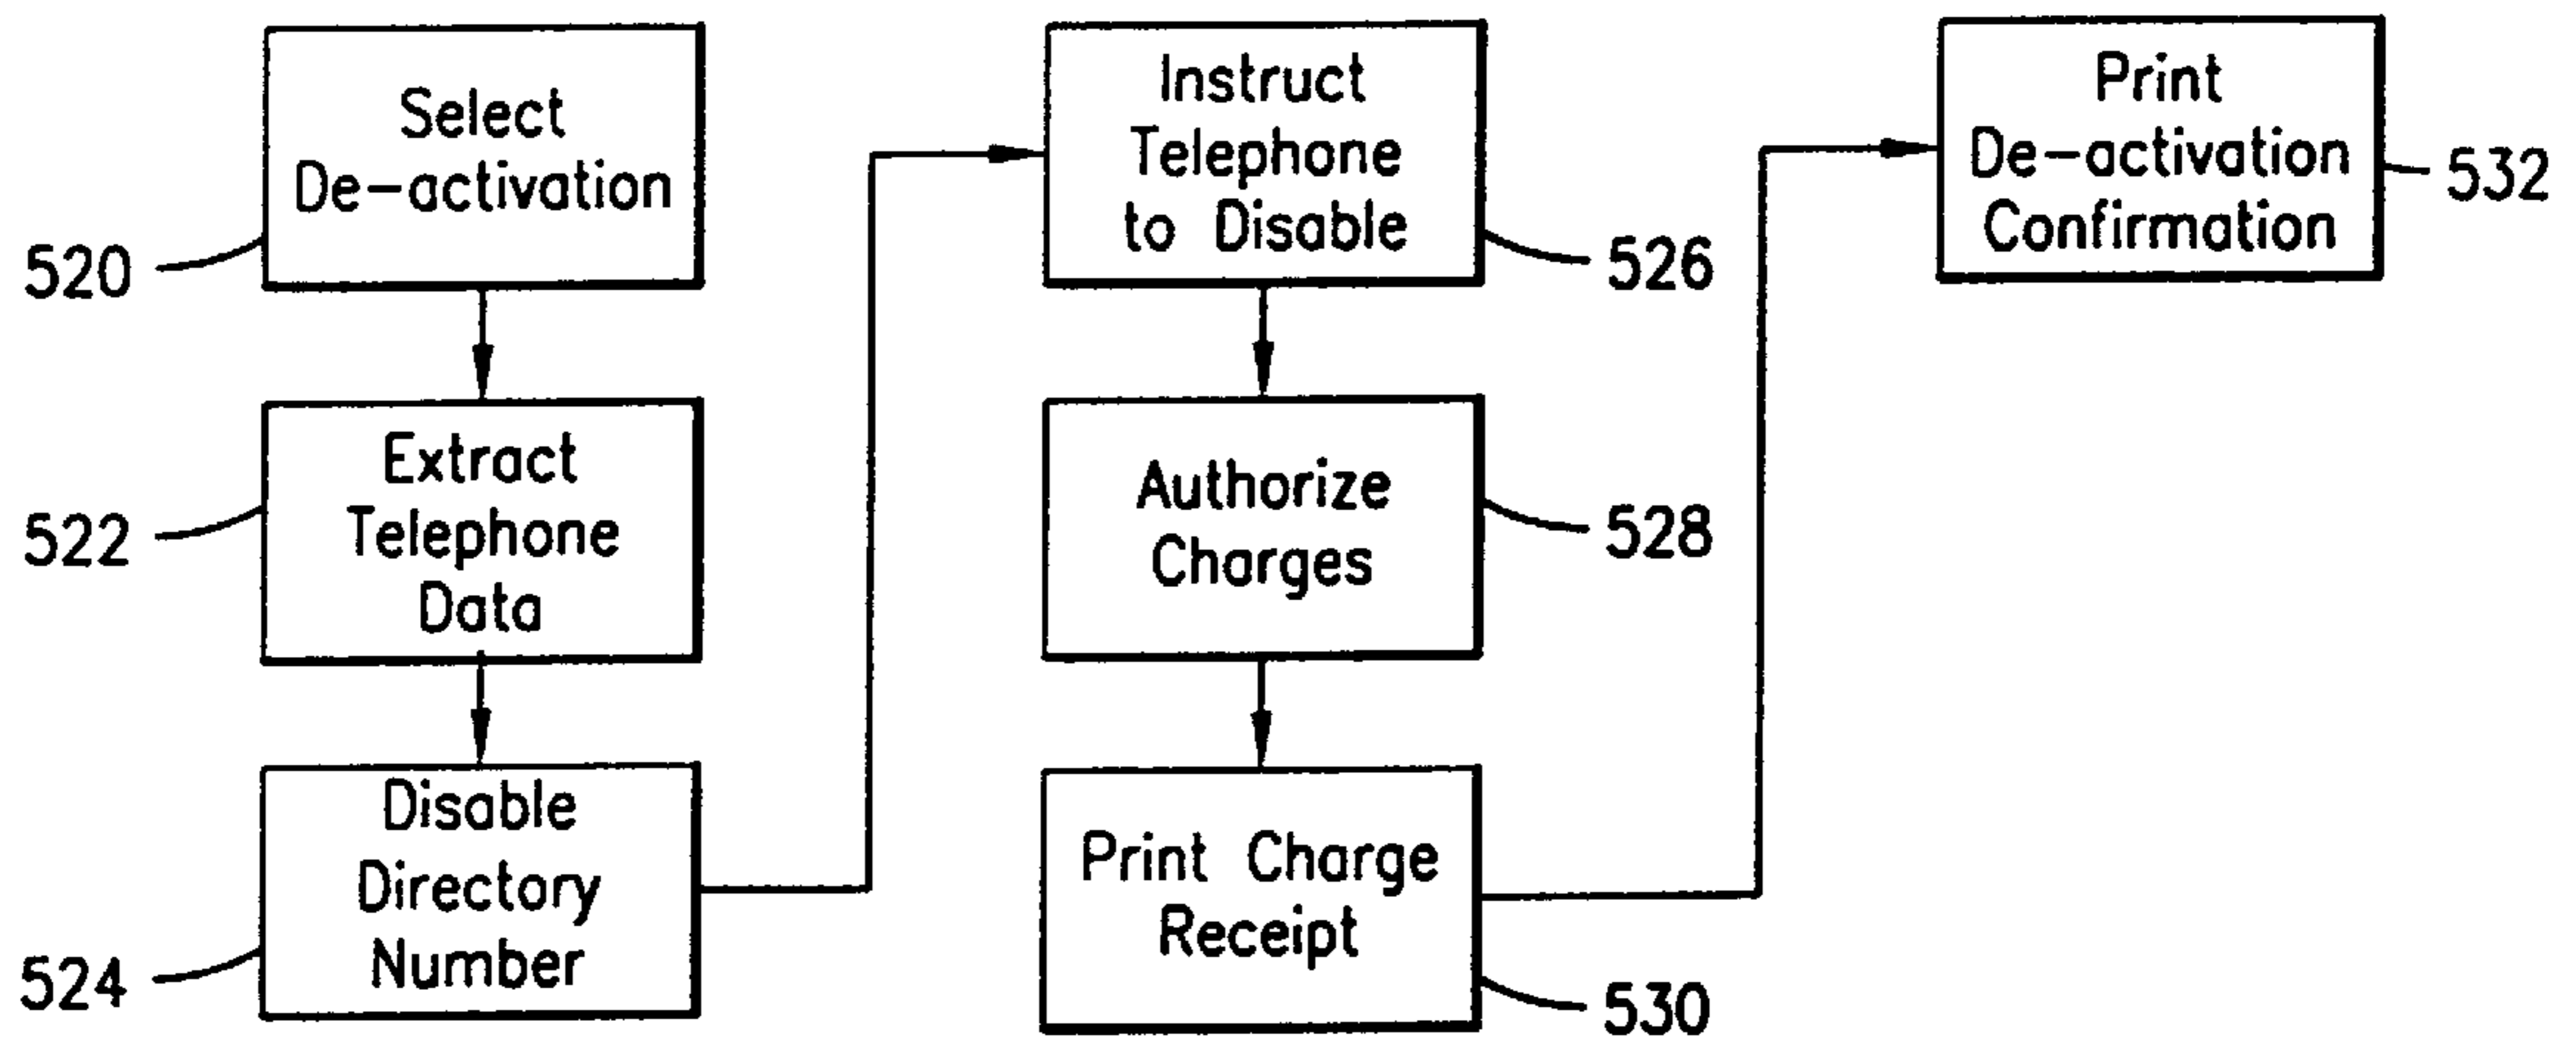 Select
De-activation
520
Extract
Telephone
Data
522
Disable
Directory
Number
524
Instruct
Telephone
to Disable
526
Authorize
Charges
528
Print Charge
Receipt
530
Print
De-activation
Confirmation
532